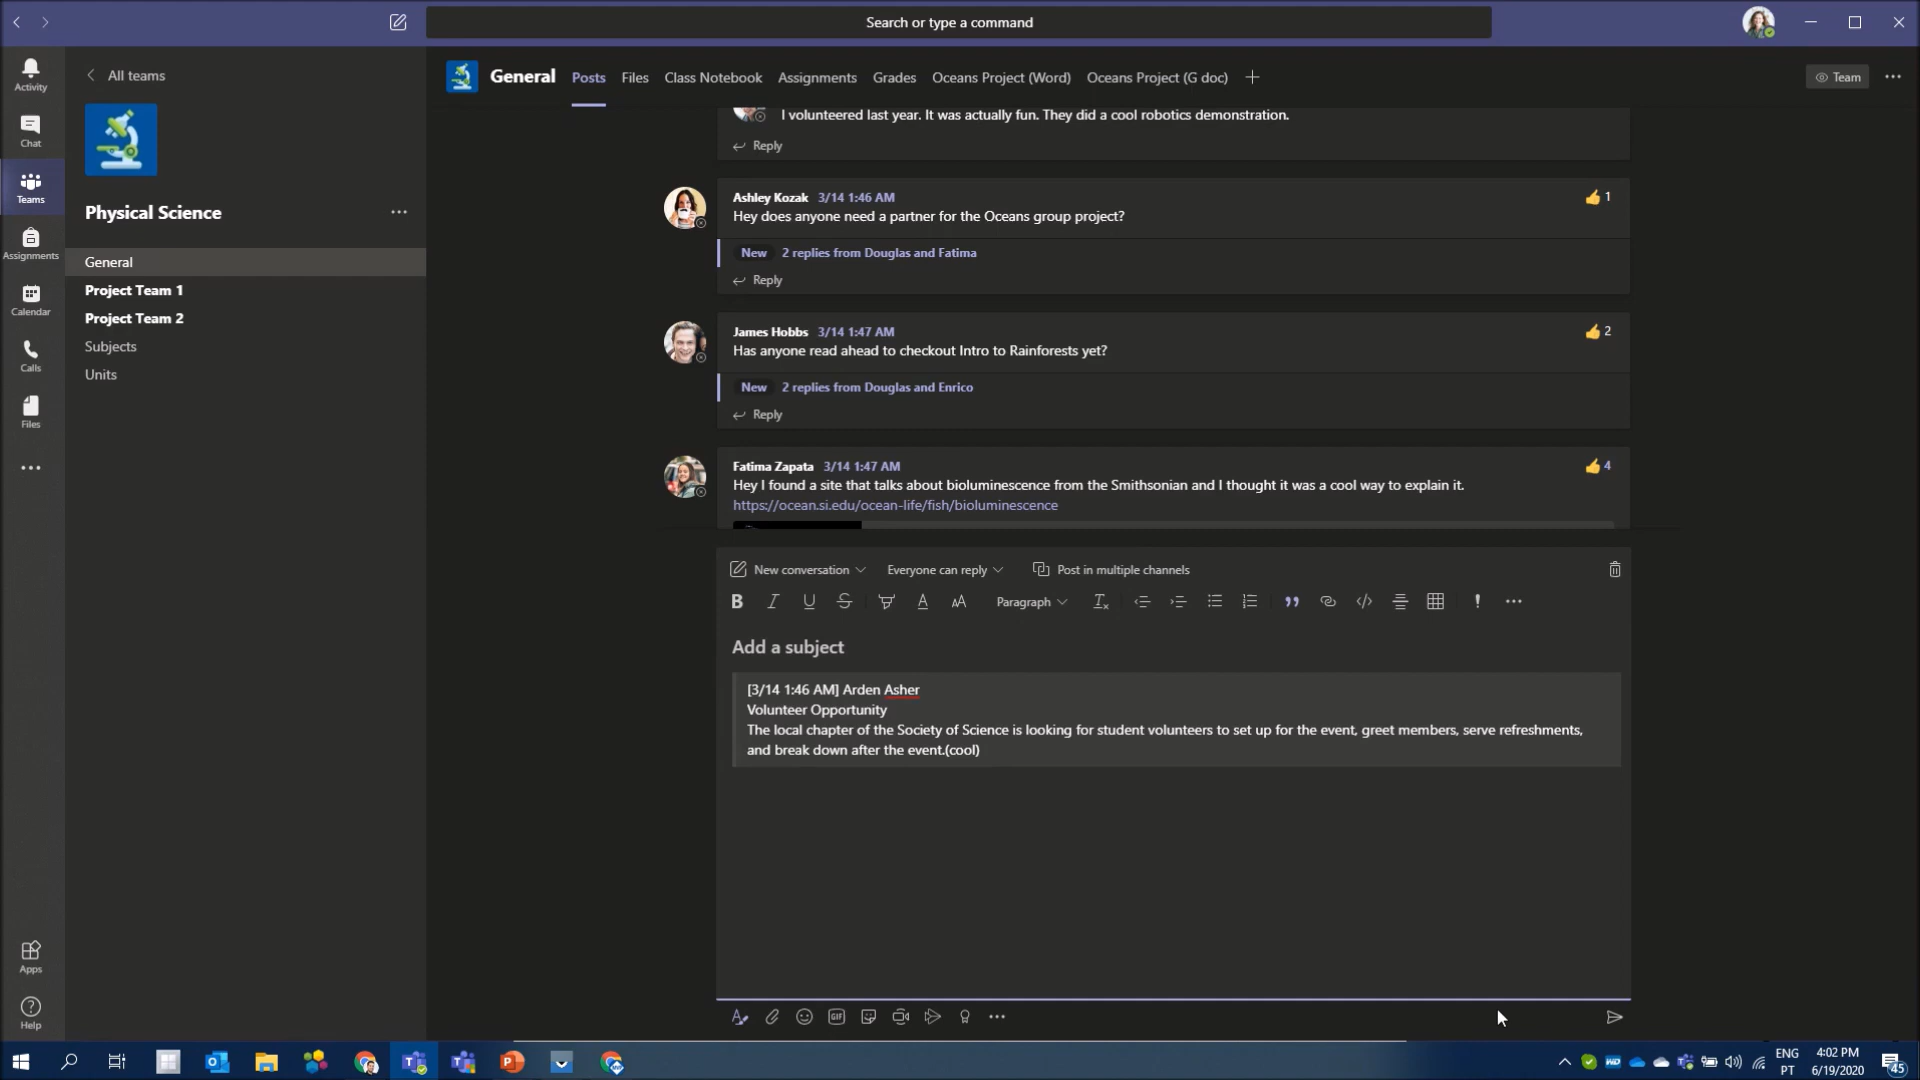 Search or type a command
Activity
Chat
Teams
Assignments
Calendar
Calls
Files
Apps
Help
All teams
Physical Science
General
Project Team 1
Project Team 2
Subjects
Units
General
Posts
Files
Class Notebook
Assignments
Grades
Oceans Project (Word)
Oceans Project (G doc)
Team
I volunteered last year. It was actually fun. They did a cool robotics demonstration.
Reply
Ashley Kozak 3/14 1:46 AM
1
Hey does anyone need a partner for the Oceans group project?
New 2 replies from Douglas and Fatima
Reply
James Hobbs 3/14 1:47 AM
2
Has anyone read ahead to checkout Intro to Rainforests yet?
New 2 replies from Douglas and Enrico
Reply
Fatima Zapata 3/14 1:47 AM
4
Hey I found a site that talks about bioluminescence from the Smithsonian and I thought it was a cool way to explain it.
https://ocean.si.edu/ocean-life/fish/bioluminescence
New conversation
Everyone can reply
Post in multiple channels
Paragraph
Add a subject
[3/14 1:46 AM] Arden Asher
Volunteer Opportunity
The local chapter of the Society of Science is looking for student volunteers to set up for the event, greet members, serve refreshments,
and break down after the event.(cool)
GIF
ENG
PT
4:02 PM
6/19/2020
45